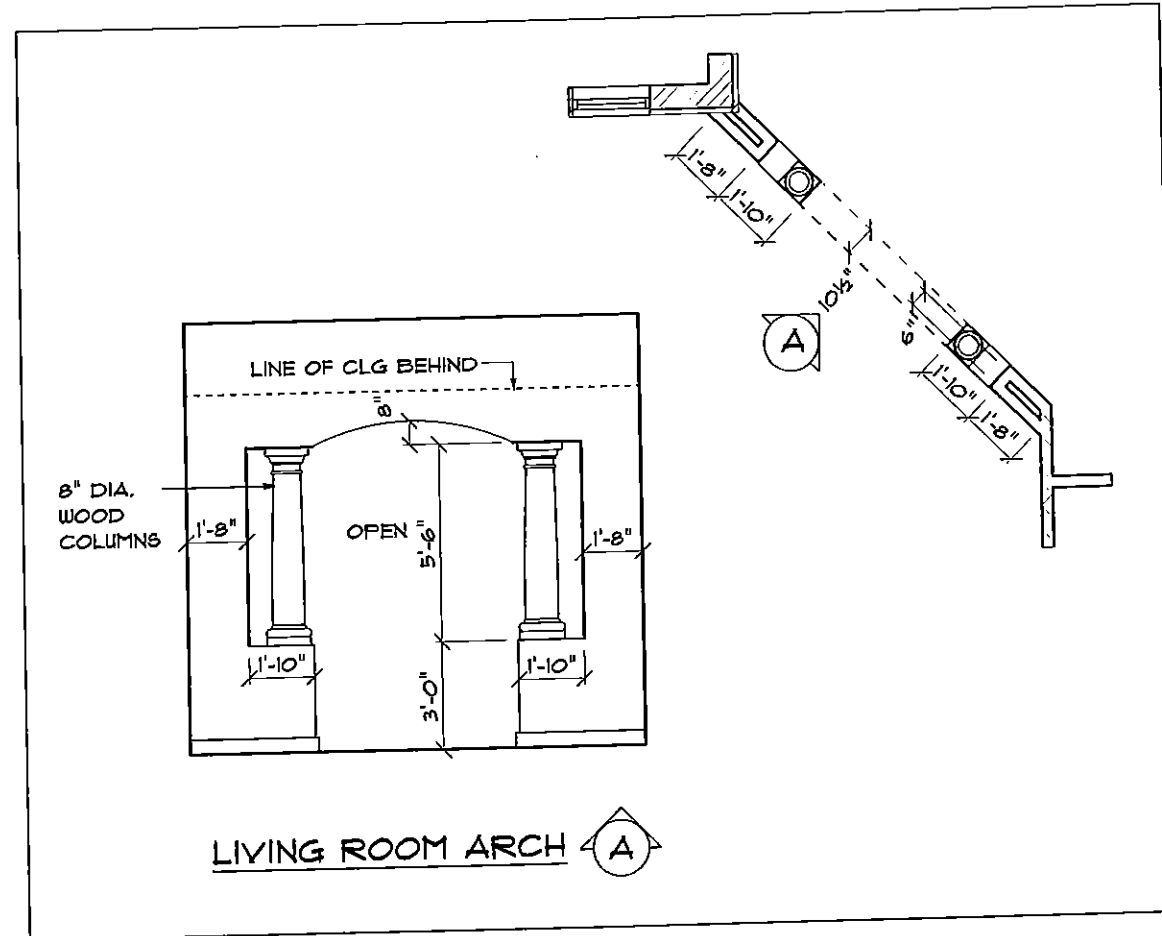 1'-8"
1'-10"
10½"
A
6"
1'-10"
1'-8"
LINE OF CLG BEHIND
8"
8" DIA.
WOOD
COLUMNS
1'-8"
OPEN
5'-6"
1'-8"
1'-10"
1'-10"
3'-0"
LIVING ROOM ARCH
A